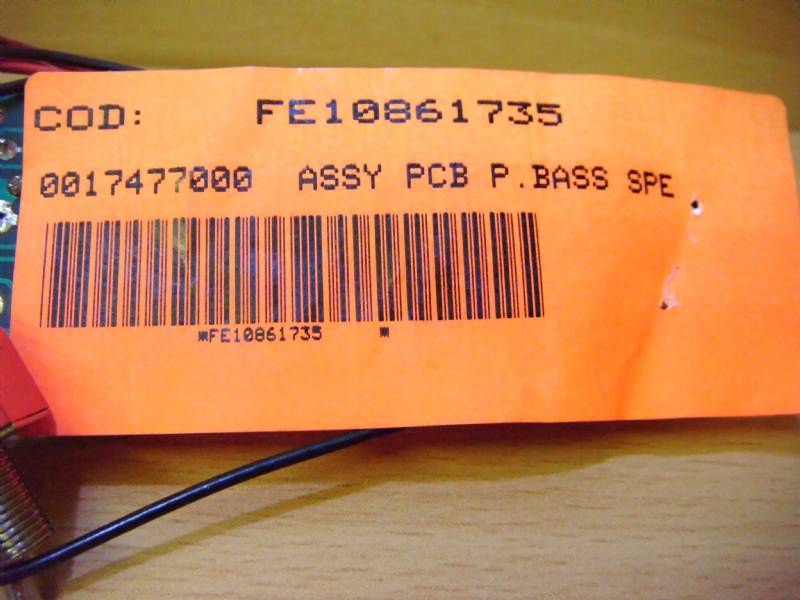 COD: FE10861735
0017477000 ASSY PCB P.BASS SPE
*FE10861735 *